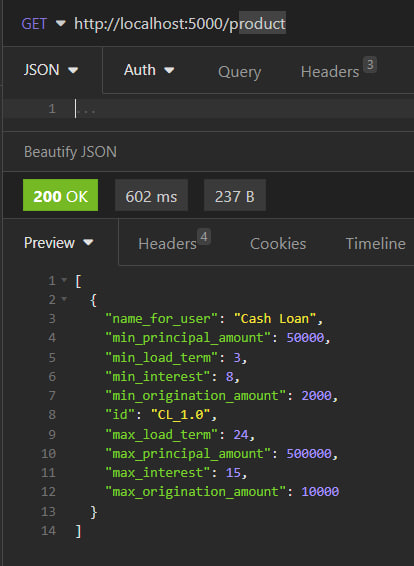 GET http://localhost:5000/product
JSON Auth Query Headers 3
1 ...
Beautify JSON
200 OK 602 ms 237 B
Preview Headers 4 Cookies Timeline
1 [
2 {
3 "name_for_user": "Cash Loan",
4 "min_principal_amount": 50000,
5 "min_load_term": 3,
6 "min_interest": 8,
7 "min_origination_amount": 2000,
8 "id": "CL_1.0",
9 "max_load_term": 24,
10 "max_principal_amount": 500000,
11 "max_interest": 15,
12 "max_origination_amount": 10000
13 }
14 ]